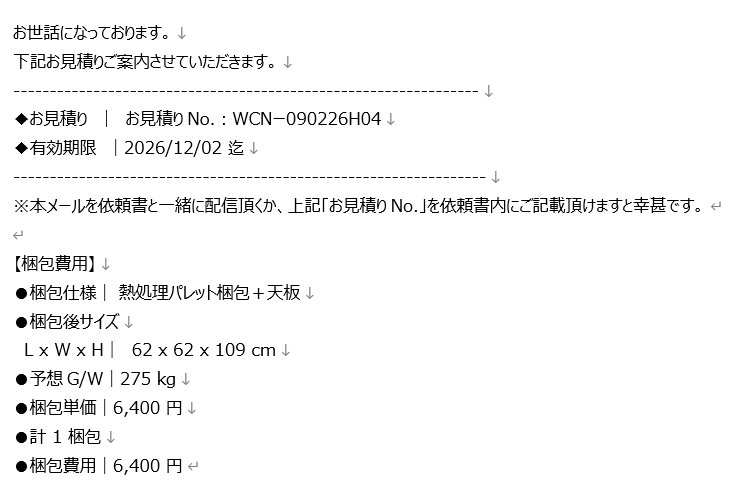 お世話になっております。↓
下記お見積りご案内させていただきます。↓
-----------------------------------------------------------------↓
◆お見積り ｜ お見積りNo.：WCN－090226H04↓
◆有効期限 ｜2026/12/02 迄↓
------------------------------------------------------------------↓
※本メールを依頼書と一緒に配信頂くか、上記「お見積りNo.」を依頼書内にご記載頂けますと幸甚です。↵
↵
【梱包費用】↓
●梱包仕様｜ 熱処理パレット梱包＋天板↓
●梱包後サイズ↓
L x W x H｜ 62 x 62 x 109 cm↓
●予想G/W｜275 kg↓
●梱包単価｜6,400 円↓
●計 1 梱包↓
●梱包費用｜6,400 円↵